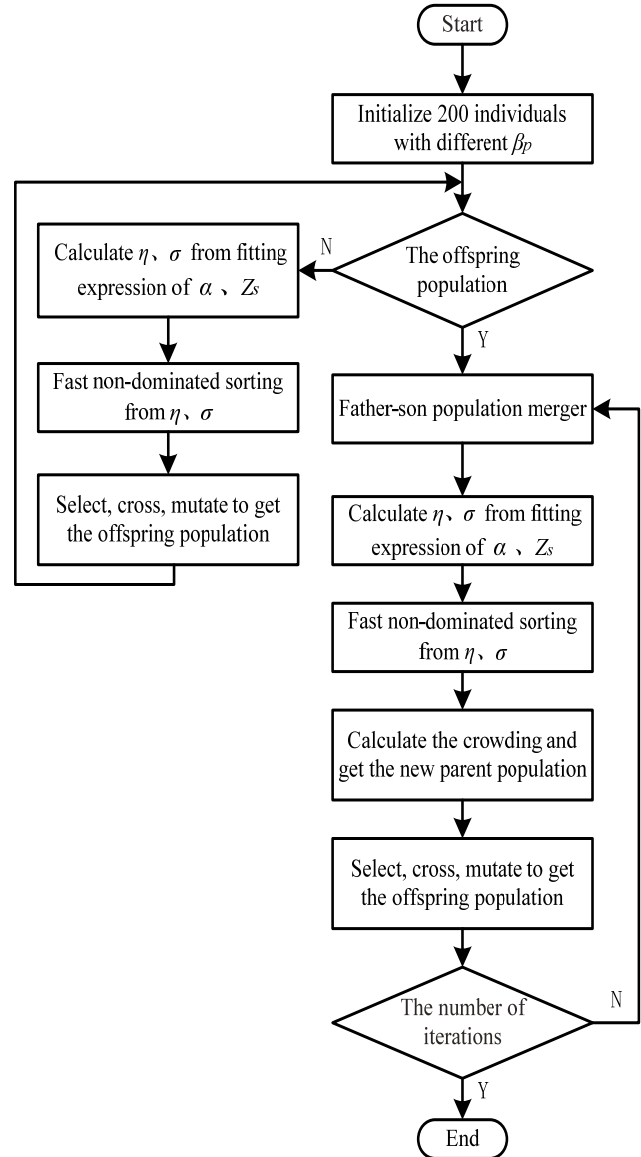 Start
Initialize 200 individuals
with different βp
The offspring
population
N
Y
Calculate η、σ from fitting
expression of α 、Zs
Fast non-dominated sorting
from η、σ
Select, cross, mutate to get
the offspring population
Father-son population merger
Calculate η、σ from fitting
expression of α 、Zs
Fast non-dominated sorting
from η、σ
Calculate the crowding and
get the new parent population
Select, cross, mutate to get
the offspring population
The number of
iterations
N
Y
End